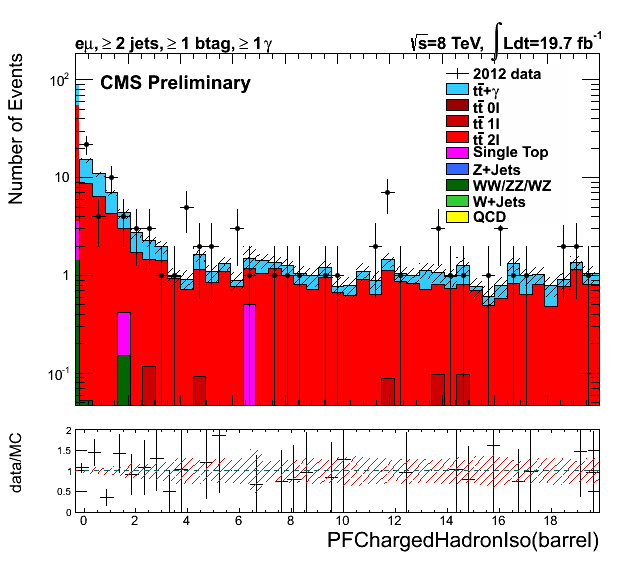 eμ, ≥ 2 jets, ≥ 1 btag, ≥ 1 γ
√s=8 TeV, ∫ Ldt=19.7 fb⁻¹
CMS Preliminary
2012 data
tt̄+γ
tt̄ 0l
tt̄ 1l
tt̄ 2l
Single Top
Z+Jets
WW/ZZ/WZ
W+Jets
QCD
Number of Events
10²
10
1
10⁻¹
data/MC
2
1.5
1
0.5
0
0 2 4 6 8 10 12 14 16 18
PFChargedHadronIso(barrel)